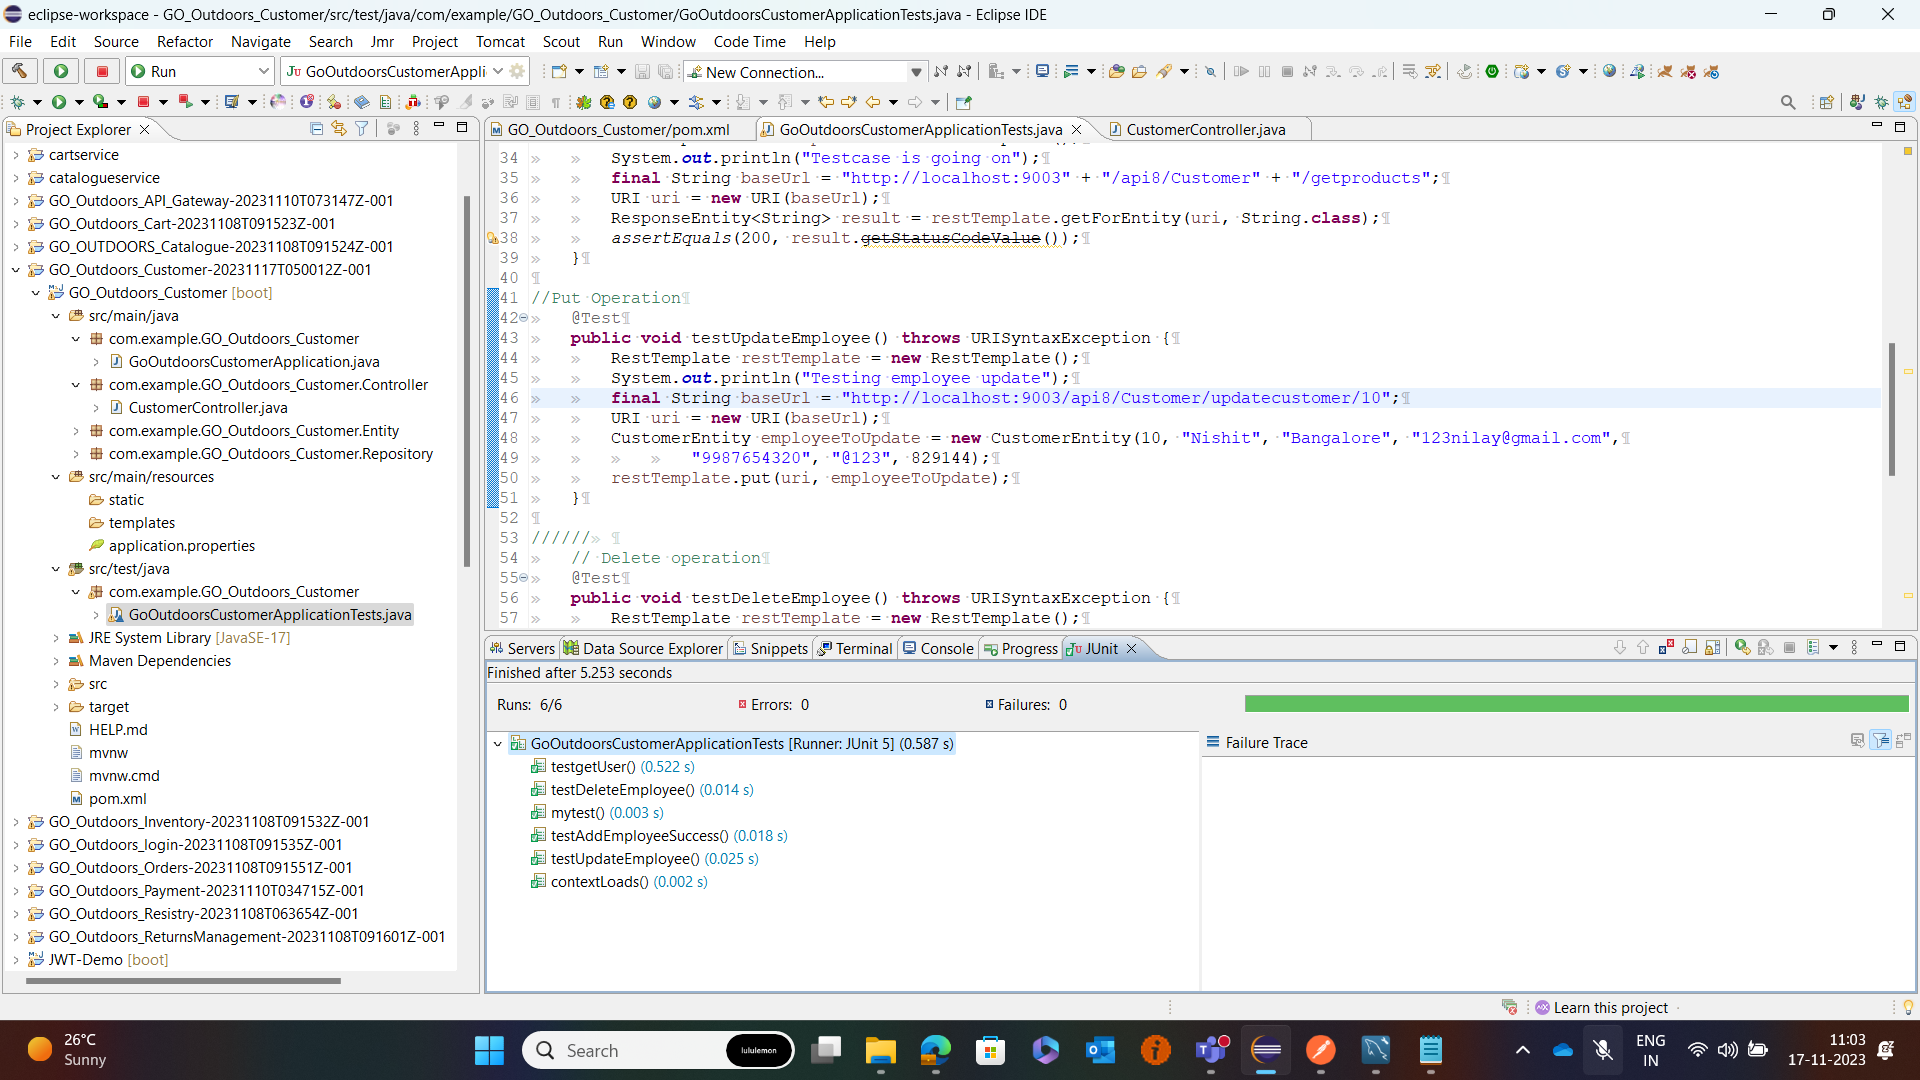 eclipse-workspace - GO_Outdoors_Customer/src/test/java/com/example/GO_Outdoors_Customer/GoOutdoorsCustomerApplicationTests.java - Eclipse IDE
File Edit Source Refactor Navigate Search Jmr Project Tomcat Scout Run Window Code Time Help
Run
GoOutdoorsCustomerAppli
New Connection...
Project Explorer
cartservice
catalogueservice
GO_Outdoors_API_Gateway-20231110T073147Z-001
GO_Outdoors_Cart-20231108T091523Z-001
GO_OUTDOORS_Catalogue-20231108T091524Z-001
GO_Outdoors_Customer-20231117T050012Z-001
GO_Outdoors_Customer [boot]
src/main/java
com.example.GO_Outdoors_Customer
GoOutdoorsCustomerApplication.java
com.example.GO_Outdoors_Customer.Controller
CustomerController.java
com.example.GO_Outdoors_Customer.Entity
com.example.GO_Outdoors_Customer.Repository
src/main/resources
static
templates
application.properties
src/test/java
com.example.GO_Outdoors_Customer
GoOutdoorsCustomerApplicationTests.java
JRE System Library [JavaSE-17]
Maven Dependencies
src
target
HELP.md
mvnw
mvnw.cmd
pom.xml
GO_Outdoors_Inventory-20231108T091532Z-001
GO_Outdoors_login-20231108T091535Z-001
GO_Outdoors_Orders-20231108T091551Z-001
GO_Outdoors_Payment-20231110T034715Z-001
GO_Outdoors_Resistry-20231108T063654Z-001
GO_Outdoors_ReturnsManagement-20231108T091601Z-001
JWT-Demo [boot]
GO_Outdoors_Customer/pom.xml
GoOutdoorsCustomerApplicationTests.java
CustomerController.java
34 » » System.out.println("Testcase·is·going·on");¶
35 » » final·String·baseUrl·=·"http://localhost:9003"·+·"/api8/Customer"·+·"/getproducts";¶
36 » » URI·uri·=·new·URI(baseUrl);¶
37 » » ResponseEntity<String>·result·=·restTemplate.getForEntity(uri,·String.class);¶
38 » » assertEquals(200,·result.getStatusCodeValue());¶
39 » }¶
40 ¶
41 //Put·Operation¶
42 » @Test¶
43 » public·void·testUpdateEmployee()·throws·URISyntaxException·{¶
44 » » RestTemplate·restTemplate·=·new·RestTemplate();¶
45 » » System.out.println("Testing·employee·update");¶
46 » » final·String·baseUrl·=·"http://localhost:9003/api8/Customer/updatecustomer/10";¶
47 » » URI·uri·=·new·URI(baseUrl);¶
48 » » CustomerEntity·employeeToUpdate·=·new·CustomerEntity(10,·"Nishit",·"Bangalore",·"123nilay@gmail.com",¶
49 » » » » "9987654320",·"@123",·829144);¶
50 » » restTemplate.put(uri,·employeeToUpdate);¶
51 » }¶
52 ¶
53 //////» ¶
54 » //·Delete·operation¶
55 » @Test¶
56 » public·void·testDeleteEmployee()·throws·URISyntaxException·{¶
57 » » RestTemplate·restTemplate·=·new·RestTemplate();¶
Servers Data Source Explorer Snippets Terminal Console Progress JUnit
Finished after 5.253 seconds
Runs: 6/6 Errors: 0 Failures: 0
GoOutdoorsCustomerApplicationTests [Runner: JUnit 5] (0.587 s)
testgetUser() (0.522 s)
testDeleteEmployee() (0.014 s)
mytest() (0.003 s)
testAddEmployeeSuccess() (0.018 s)
testUpdateEmployee() (0.025 s)
contextLoads() (0.002 s)
Failure Trace
Learn this project
26°C
Sunny
Search
lululemon
ENG
IN
11:03
17-11-2023